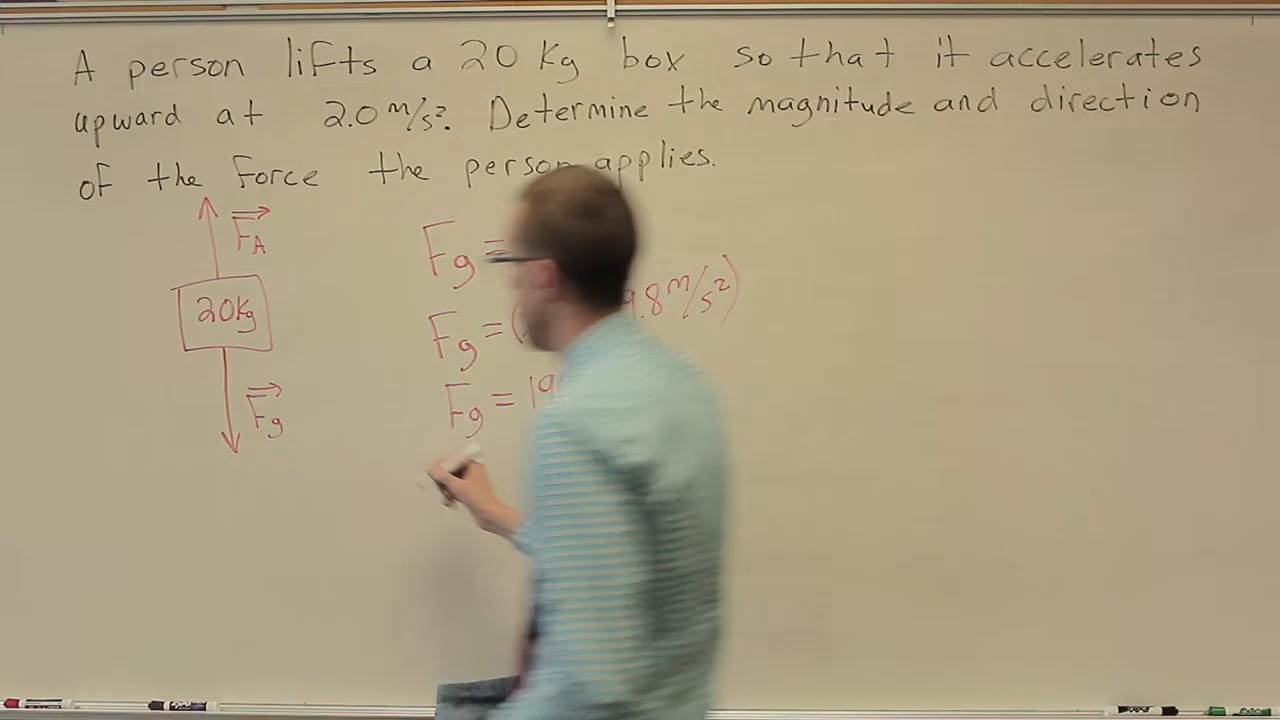 A person lifts a 20 Kg box so that it accelerates
upward at 2.0 m/s². Determine the magnitude and direction
of the Force the person applies.
F_A
20Kg
F_g
F_g =
F_g = ( 9.8 m/s²)
F_g = 19